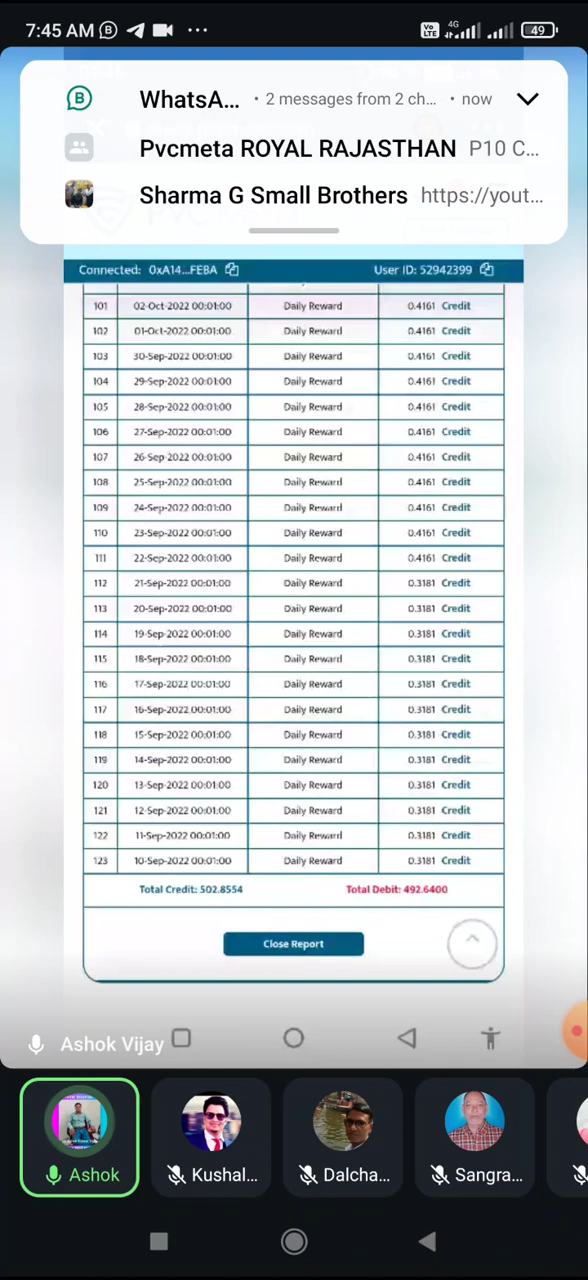 7:45 AM
4G
Vo LTE
49
WhatsA... • 2 messages from 2 ch... • now
Pvcmeta ROYAL RAJASTHAN P10 C...
Sharma G Small Brothers https://yout...
Connected: 0xA14...FEBA User ID: 52942399
101 02-Oct-2022 00:01:00 Daily Reward 0.4161 Credit
102 01-Oct-2022 00:01:00 Daily Reward 0.4161 Credit
103 30-Sep-2022 00:01:00 Daily Reward 0.4161 Credit
104 29-Sep-2022 00:01:00 Daily Reward 0.4161 Credit
105 28-Sep-2022 00:01:00 Daily Reward 0.4161 Credit
106 27-Sep-2022 00:01:00 Daily Reward 0.4161 Credit
107 26-Sep-2022 00:01:00 Daily Reward 0.4161 Credit
108 25-Sep-2022 00:01:00 Daily Reward 0.4161 Credit
109 24-Sep-2022 00:01:00 Daily Reward 0.4161 Credit
110 23-Sep-2022 00:01:00 Daily Reward 0.4161 Credit
111 22-Sep-2022 00:01:00 Daily Reward 0.4161 Credit
112 21-Sep-2022 00:01:00 Daily Reward 0.3181 Credit
113 20-Sep-2022 00:01:00 Daily Reward 0.3181 Credit
114 19-Sep-2022 00:01:00 Daily Reward 0.3181 Credit
115 18-Sep-2022 00:01:00 Daily Reward 0.3181 Credit
116 17-Sep-2022 00:01:00 Daily Reward 0.3181 Credit
117 16-Sep-2022 00:01:00 Daily Reward 0.3181 Credit
118 15-Sep-2022 00:01:00 Daily Reward 0.3181 Credit
119 14-Sep-2022 00:01:00 Daily Reward 0.3181 Credit
120 13-Sep-2022 00:01:00 Daily Reward 0.3181 Credit
121 12-Sep-2022 00:01:00 Daily Reward 0.3181 Credit
122 11-Sep-2022 00:01:00 Daily Reward 0.3181 Credit
123 10-Sep-2022 00:01:00 Daily Reward 0.3181 Credit
Total Credit: 502.8554 Total Debit: 492.6400
Close Report
Ashok Vijay
Ashok Kushal... Dalcha... Sangra...